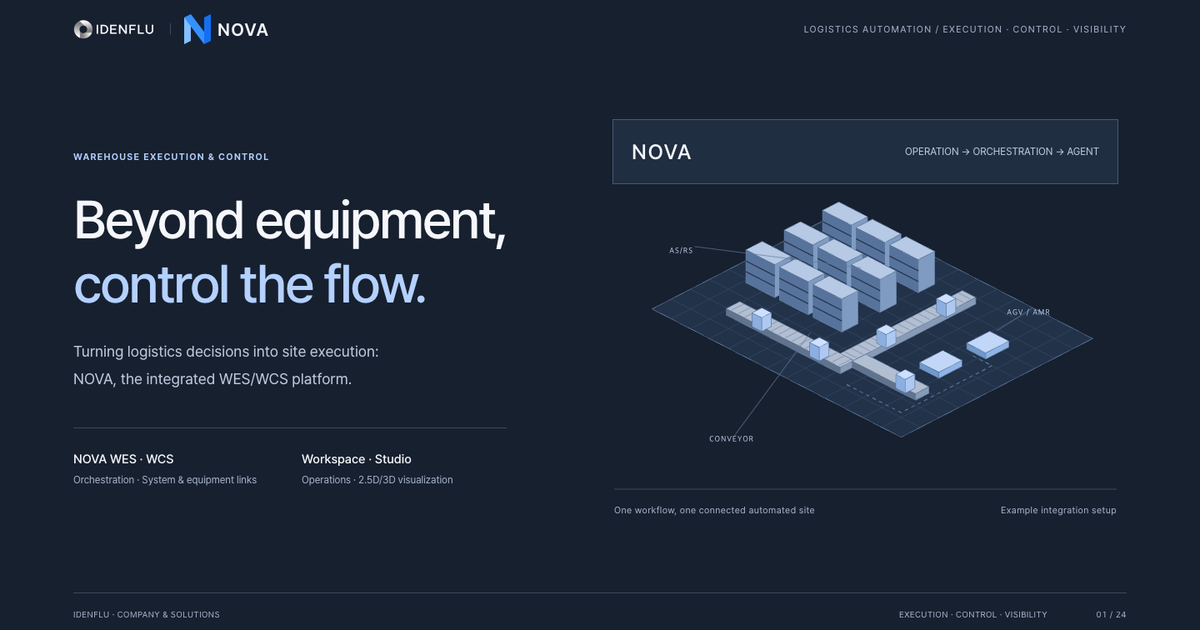 IDENFLU
NOVA
LOGISTICS AUTOMATION / EXECUTION · CONTROL · VISIBILITY
WAREHOUSE EXECUTION & CONTROL
Beyond equipment,
control the flow.
Turning logistics decisions into site execution:
NOVA, the integrated WES/WCS platform.
NOVA WES · WCS
Orchestration · System & equipment links
Workspace · Studio
Operations · 2.5D/3D visualization
NOVA
OPERATION → ORCHESTRATION → AGENT
AS/RS
AGV / AMR
CONVEYOR
One workflow, one connected automated site
Example integration setup
IDENFLU · COMPANY & SOLUTIONS
EXECUTION · CONTROL · VISIBILITY
01 / 24